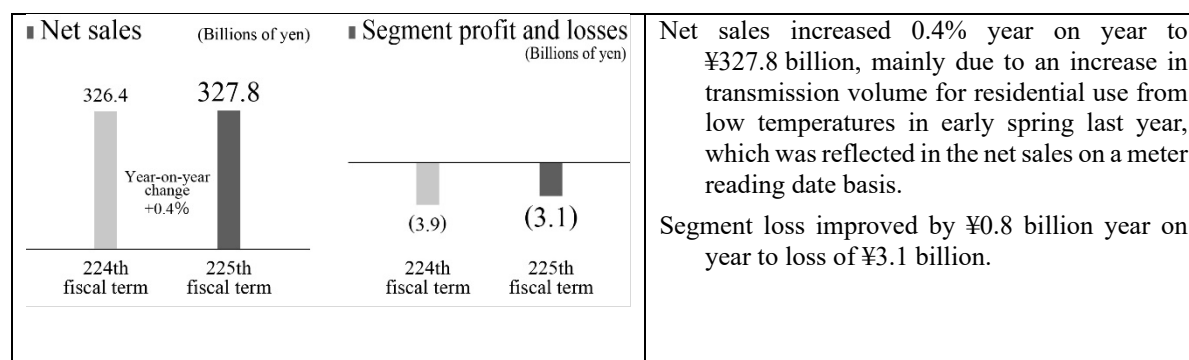 Net sales (Billions of yen)
326.4
327.8
Year-on-year
change
+0.4%
224th
fiscal term
225th
fiscal term
Segment profit and losses
(Billions of yen)
(3.9)
(3.1)
224th
fiscal term
225th
fiscal term
Net sales increased 0.4% year on year to
¥327.8 billion, mainly due to an increase in
transmission volume for residential use from
low temperatures in early spring last year,
which was reflected in the net sales on a meter
reading date basis.
Segment loss improved by ¥0.8 billion year on
year to loss of ¥3.1 billion.